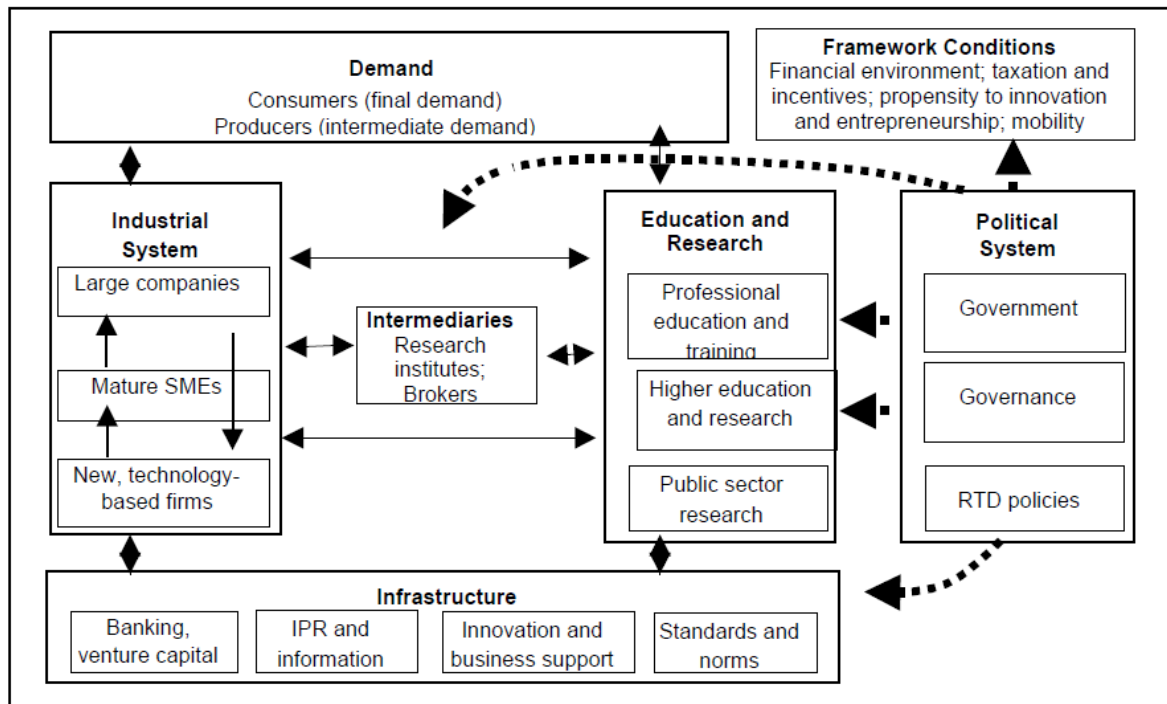 Demand
Consumers (final demand)
Producers (intermediate demand)
Framework Conditions
Financial environment; taxation and
incentives; propensity to innovation
and entrepreneurship; mobility
Industrial
System
Large companies
Mature SMEs
New, technology-
based firms
Intermediaries
Research
institutes;
Brokers
Education and
Research
Professional
education and
training
Higher education
and research
Public sector
research
Political
System
Government
Governance
RTD policies
Infrastructure
Banking,
venture capital
IPR and
information
Innovation and
business support
Standards and
norms